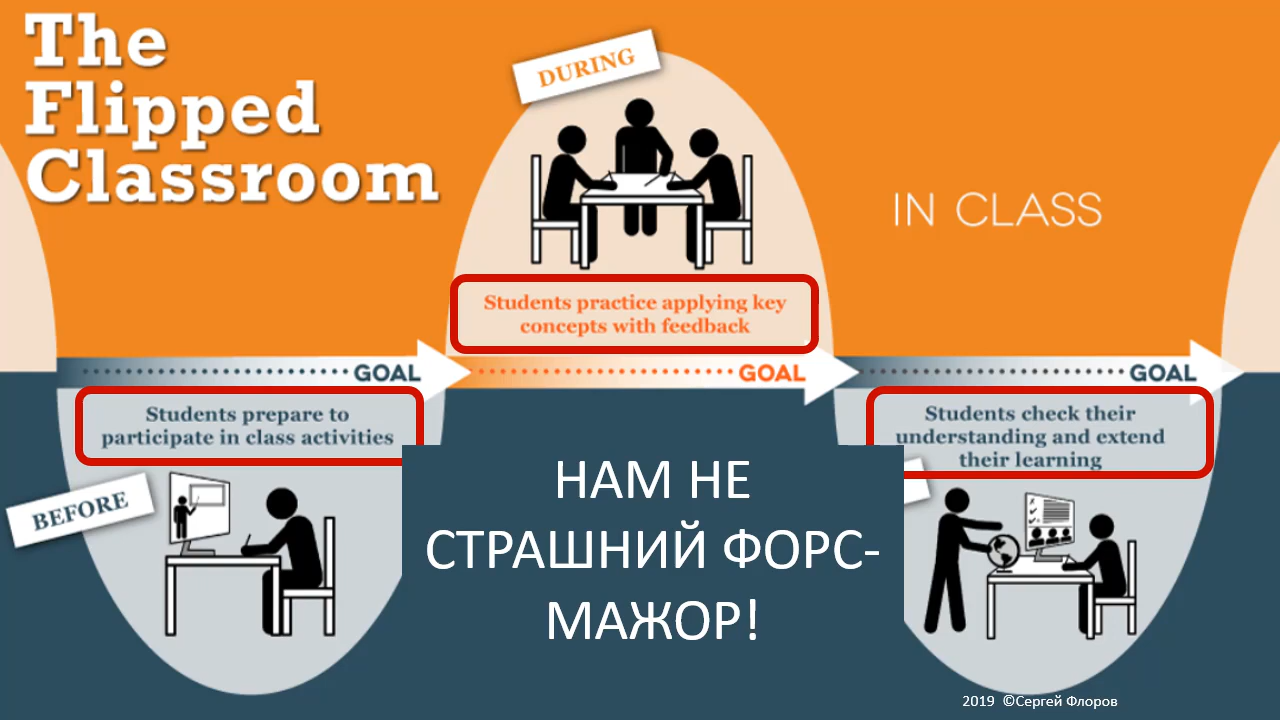 The
Flipped
Classroom
DURING
IN CLASS
Students practice applying key
concepts with feedback
GOAL
GOAL
GOAL
Students prepare to
participate in class activities
Students check their
understanding and extend
their learning
BEFORE
НАМ НЕ
СТРАШНИЙ ФОРС-
МАЖОР!
2019 ©Сергей Флоров